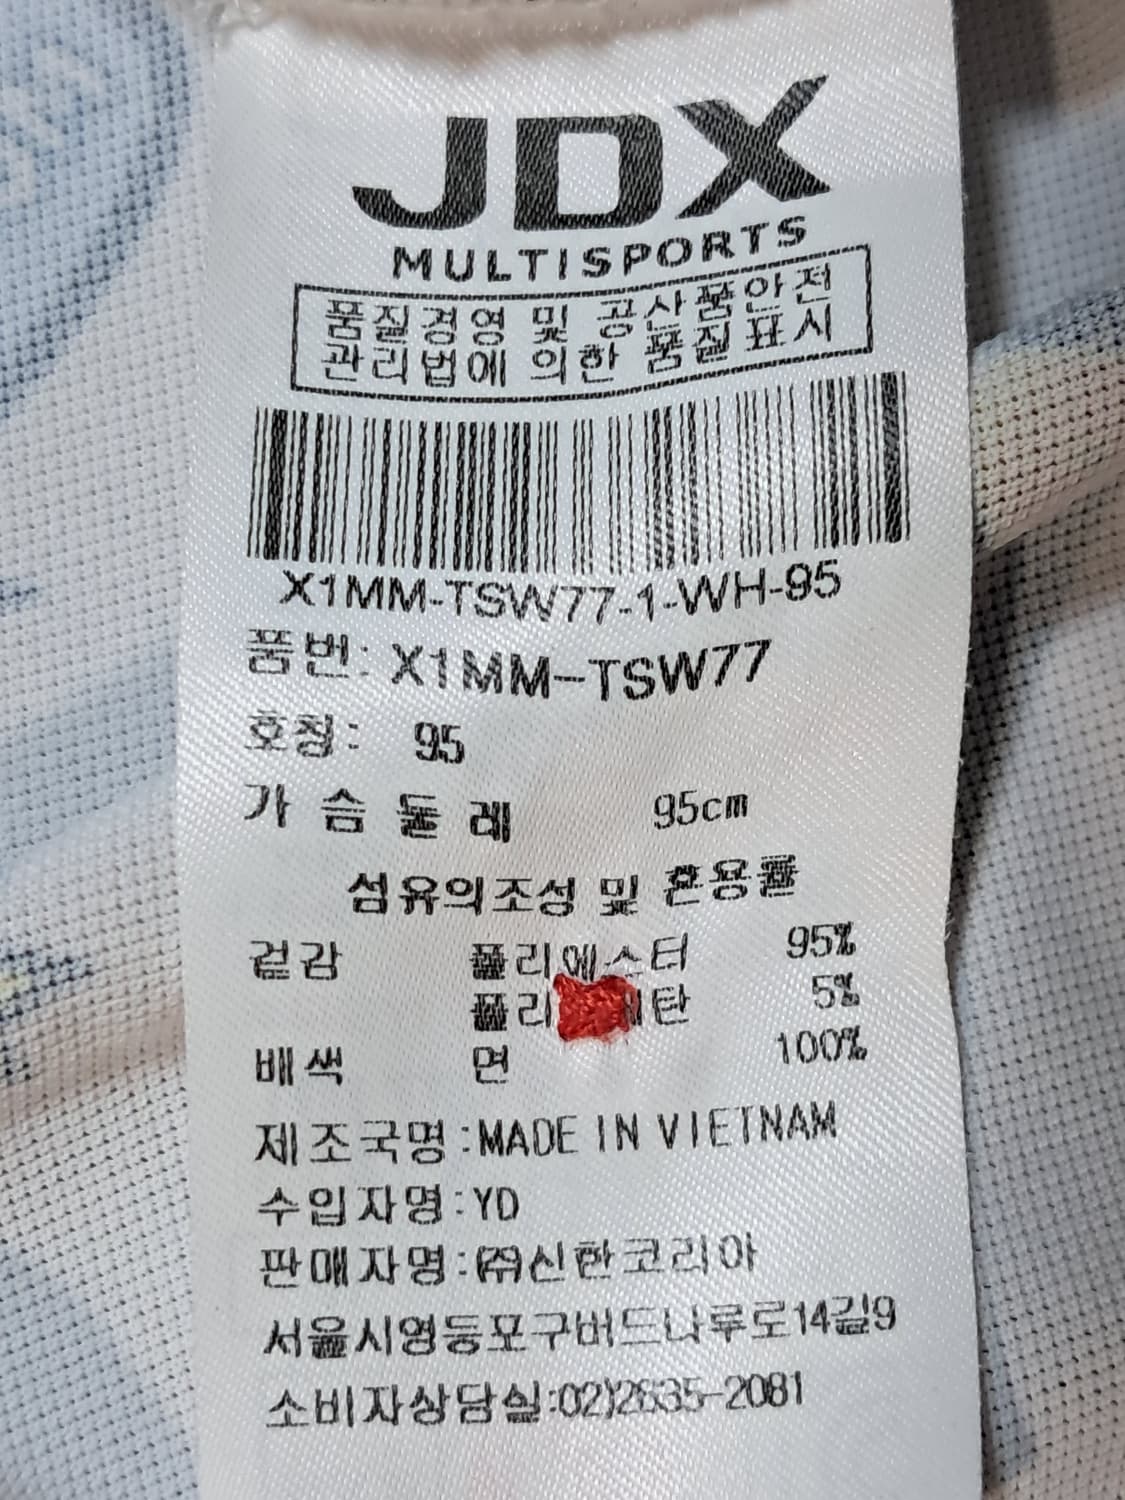 JDX
MULTISPORTS
품질경영 및 공산품안전
관리법에 의한 품질표시
X1MM-TSW77-1-WH-95
품번: X1MM-TSW77
호칭: 95
가 슴 둘 레 95cm
섬유의조성 및 혼용률
겉감 폴리에스터 95%
5%
배색 면 100%
제조국명:MADE IN VIETNAM
수입자명:YD
판매자명:㈜신한코리아
서울시영등포구버드나루로14길9
소비자상담실:02)2635-2081